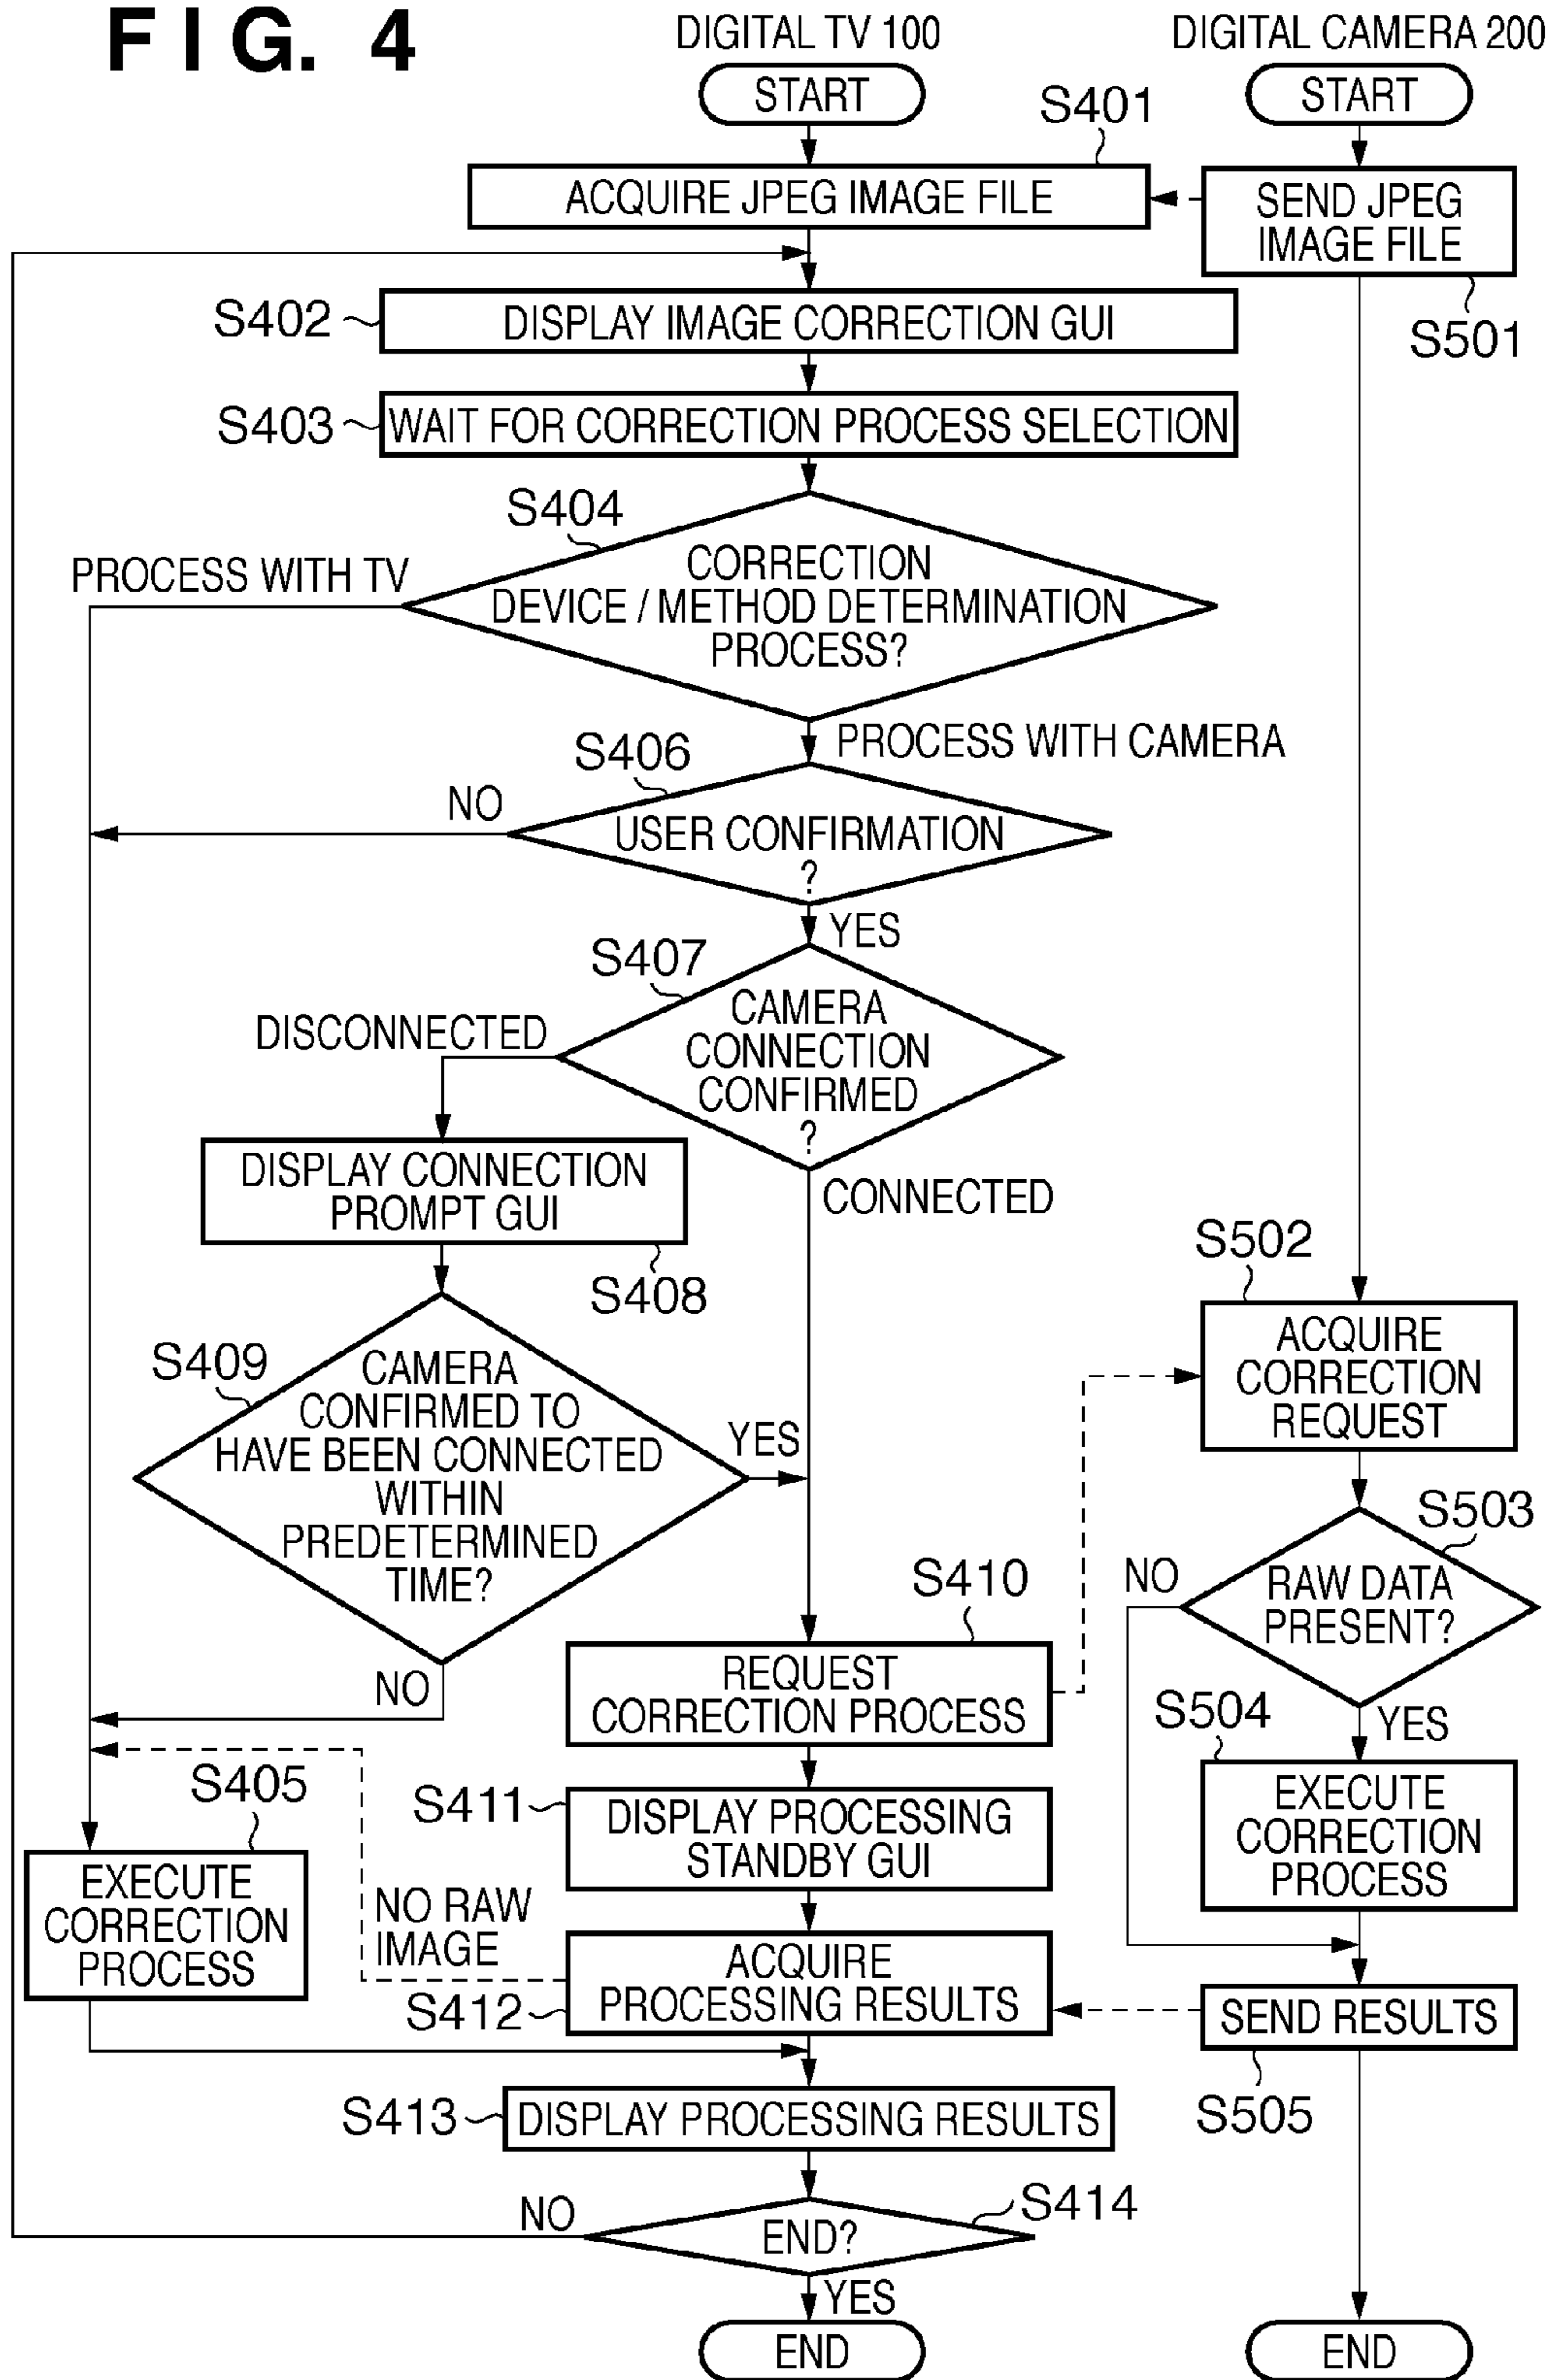 FIG. 4
DIGITAL TV 100
DIGITAL CAMERA 200
START
START
S401
ACQUIRE JPEG IMAGE FILE
SEND JPEG
IMAGE FILE
S501
S402
DISPLAY IMAGE CORRECTION GUI
S403
WAIT FOR CORRECTION PROCESS SELECTION
S404
PROCESS WITH TV
CORRECTION
DEVICE / METHOD DETERMINATION
PROCESS?
PROCESS WITH CAMERA
S406
NO
USER CONFIRMATION
?
YES
S407
DISCONNECTED
CAMERA
CONNECTION
CONFIRMED
?
CONNECTED
DISPLAY CONNECTION
PROMPT GUI
S408
S409
CAMERA
CONFIRMED TO
HAVE BEEN CONNECTED
WITHIN
PREDETERMINED
TIME?
YES
NO
S502
ACQUIRE
CORRECTION
REQUEST
S503
NO
RAW DATA
PRESENT?
YES
S410
REQUEST
CORRECTION PROCESS
S504
EXECUTE
CORRECTION
PROCESS
S405
EXECUTE
CORRECTION
PROCESS
S411
DISPLAY PROCESSING
STANDBY GUI
NO RAW
IMAGE
S412
ACQUIRE
PROCESSING RESULTS
SEND RESULTS
S505
S413
DISPLAY PROCESSING RESULTS
S414
NO
END?
YES
END
END